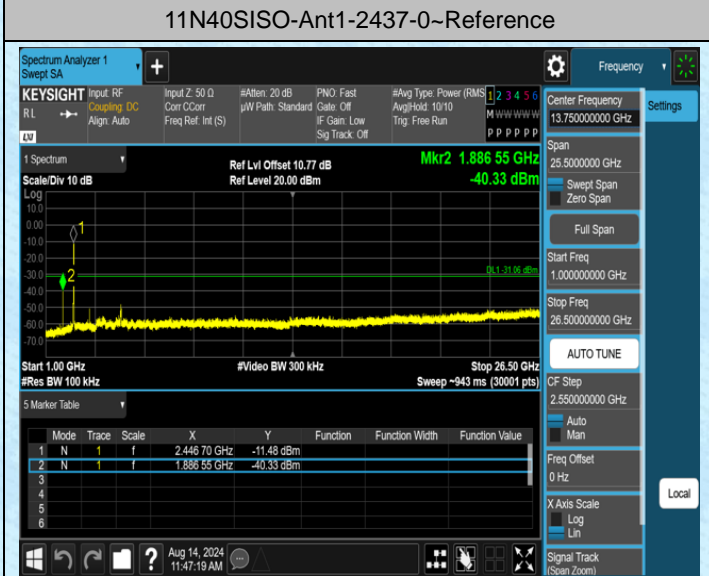 11N40SISO-Ant1-2437-0~Reference
Spectrum Analyzer 1
Swept SA
+
Frequency
KEYSIGHT
RL
LXI
Input: RF
Coupling: DC
Align: Auto
Input Z: 50 Ω
Corr CCorr
Freq Ref: Int (S)
#Atten: 20 dB
µW Path: Standard
PNO: Fast
Gate: Off
IF Gain: Low
Sig Track: Off
#Avg Type: Power (RMS
Avg|Hold: 10/10
Trig: Free Run
1 2 3 4 5 6
M W W W W W
P P P P P P
Settings
1 Spectrum
Scale/Div 10 dB
Log
Ref Lvl Offset 10.77 dB
Ref Level 20.00 dBm
Mkr2 1.886 55 GHz
-40.33 dBm
10.0
0.00
-10.0
-20.0
-30.0
-40.0
-50.0
-60.0
-70.0
1
2
DL1 -31.06 dBm
Start 1.00 GHz
#Res BW 100 kHz
#Video BW 300 kHz
Stop 26.50 GHz
Sweep ~943 ms (30001 pts)
5 Marker Table
Mode Trace Scale X Y Function Function Width Function Value
1 N 1 f 2.446 70 GHz -11.48 dBm
2 N 1 f 1.886 55 GHz -40.33 dBm
3
4
5
6
Center Frequency
13.750000000 GHz
Span
25.5000000 GHz
Swept Span
Zero Span
Full Span
Start Freq
1.000000000 GHz
Stop Freq
26.500000000 GHz
AUTO TUNE
CF Step
2.550000000 GHz
Auto
Man
Freq Offset
0 Hz
X Axis Scale
Log
Lin
Signal Track
(Span Zoom)
Local
?
Aug 14, 2024
11:47:19 AM